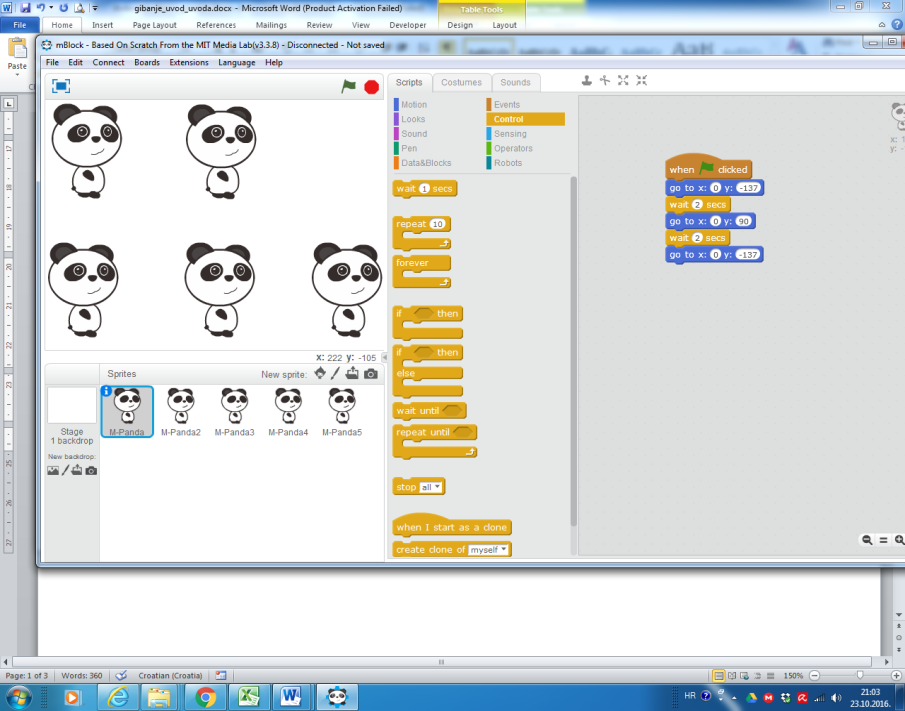 gibanje_uvod_uvoda.docx - Microsoft Word (Product Activation Failed)
Table Tools
File Home Insert Page Layout References Mailings Review View Developer Design Layout
Paste
mBlock - Based On Scratch From the MIT Media Lab(v3.3.8) - Disconnected - Not saved
File Edit Connect Boards Extensions Language Help
Scripts Costumes Sounds
Motion Events
Looks Control
Sound Sensing
Pen Operators
Data&Blocks Robots
wait 1 secs
repeat 10
forever
if then
if then
else
wait until
repeat until
stop all
when I start as a clone
create clone of myself
when clicked
go to x: 0 y: -137
wait 2 secs
go to x: 0 y: 90
wait 2 secs
go to x: 0 y: -137
x: 222 y: -105
Sprites New sprite:
Stage
1 backdrop
New backdrop:
M-Panda M-Panda2 M-Panda3 M-Panda4 M-Panda5
Page: 1 of 3 Words: 360 Croatian (Croatia) 150%
HR 21:03
23.10.2016.